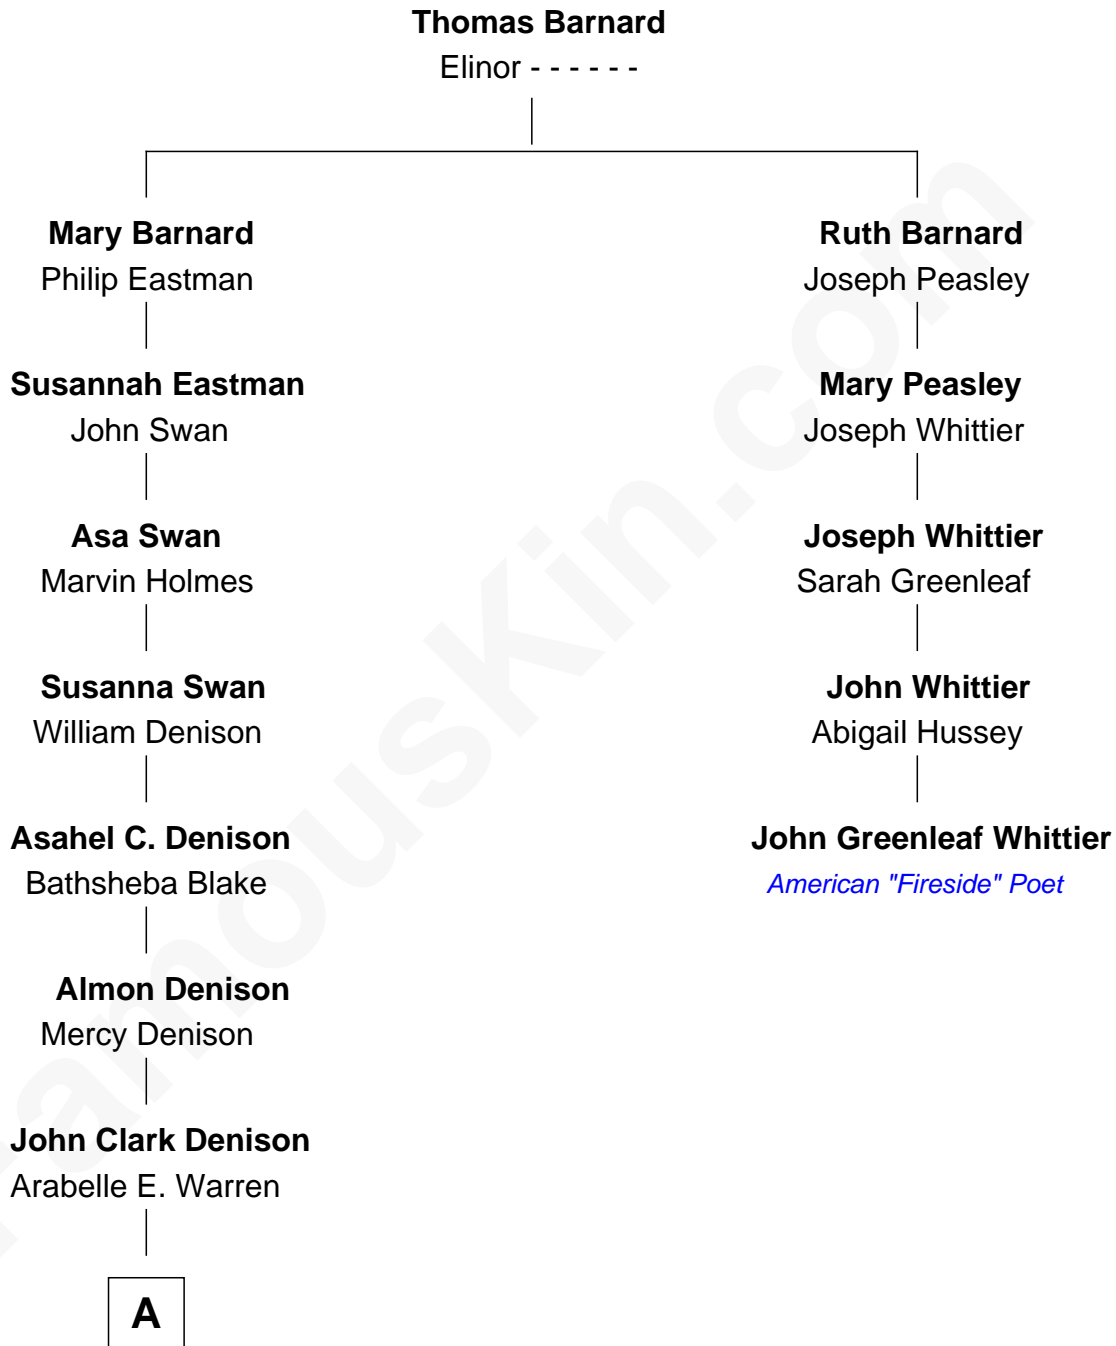 Thomas Barnard
Elinor - - - - - -
Mary Barnard
Philip Eastman
Ruth Barnard
Joseph Peasley
Susannah Eastman
John Swan
Mary Peasley
Joseph Whittier
Asa Swan
Marvin Holmes
Joseph Whittier
Sarah Greenleaf
Susanna Swan
William Denison
John Whittier
Abigail Hussey
Asahel C. Denison
Bathsheba Blake
John Greenleaf Whittier
American "Fireside" Poet
Almon Denison
Mercy Denison
John Clark Denison
Arabelle E. Warren
A
FamousKin.com